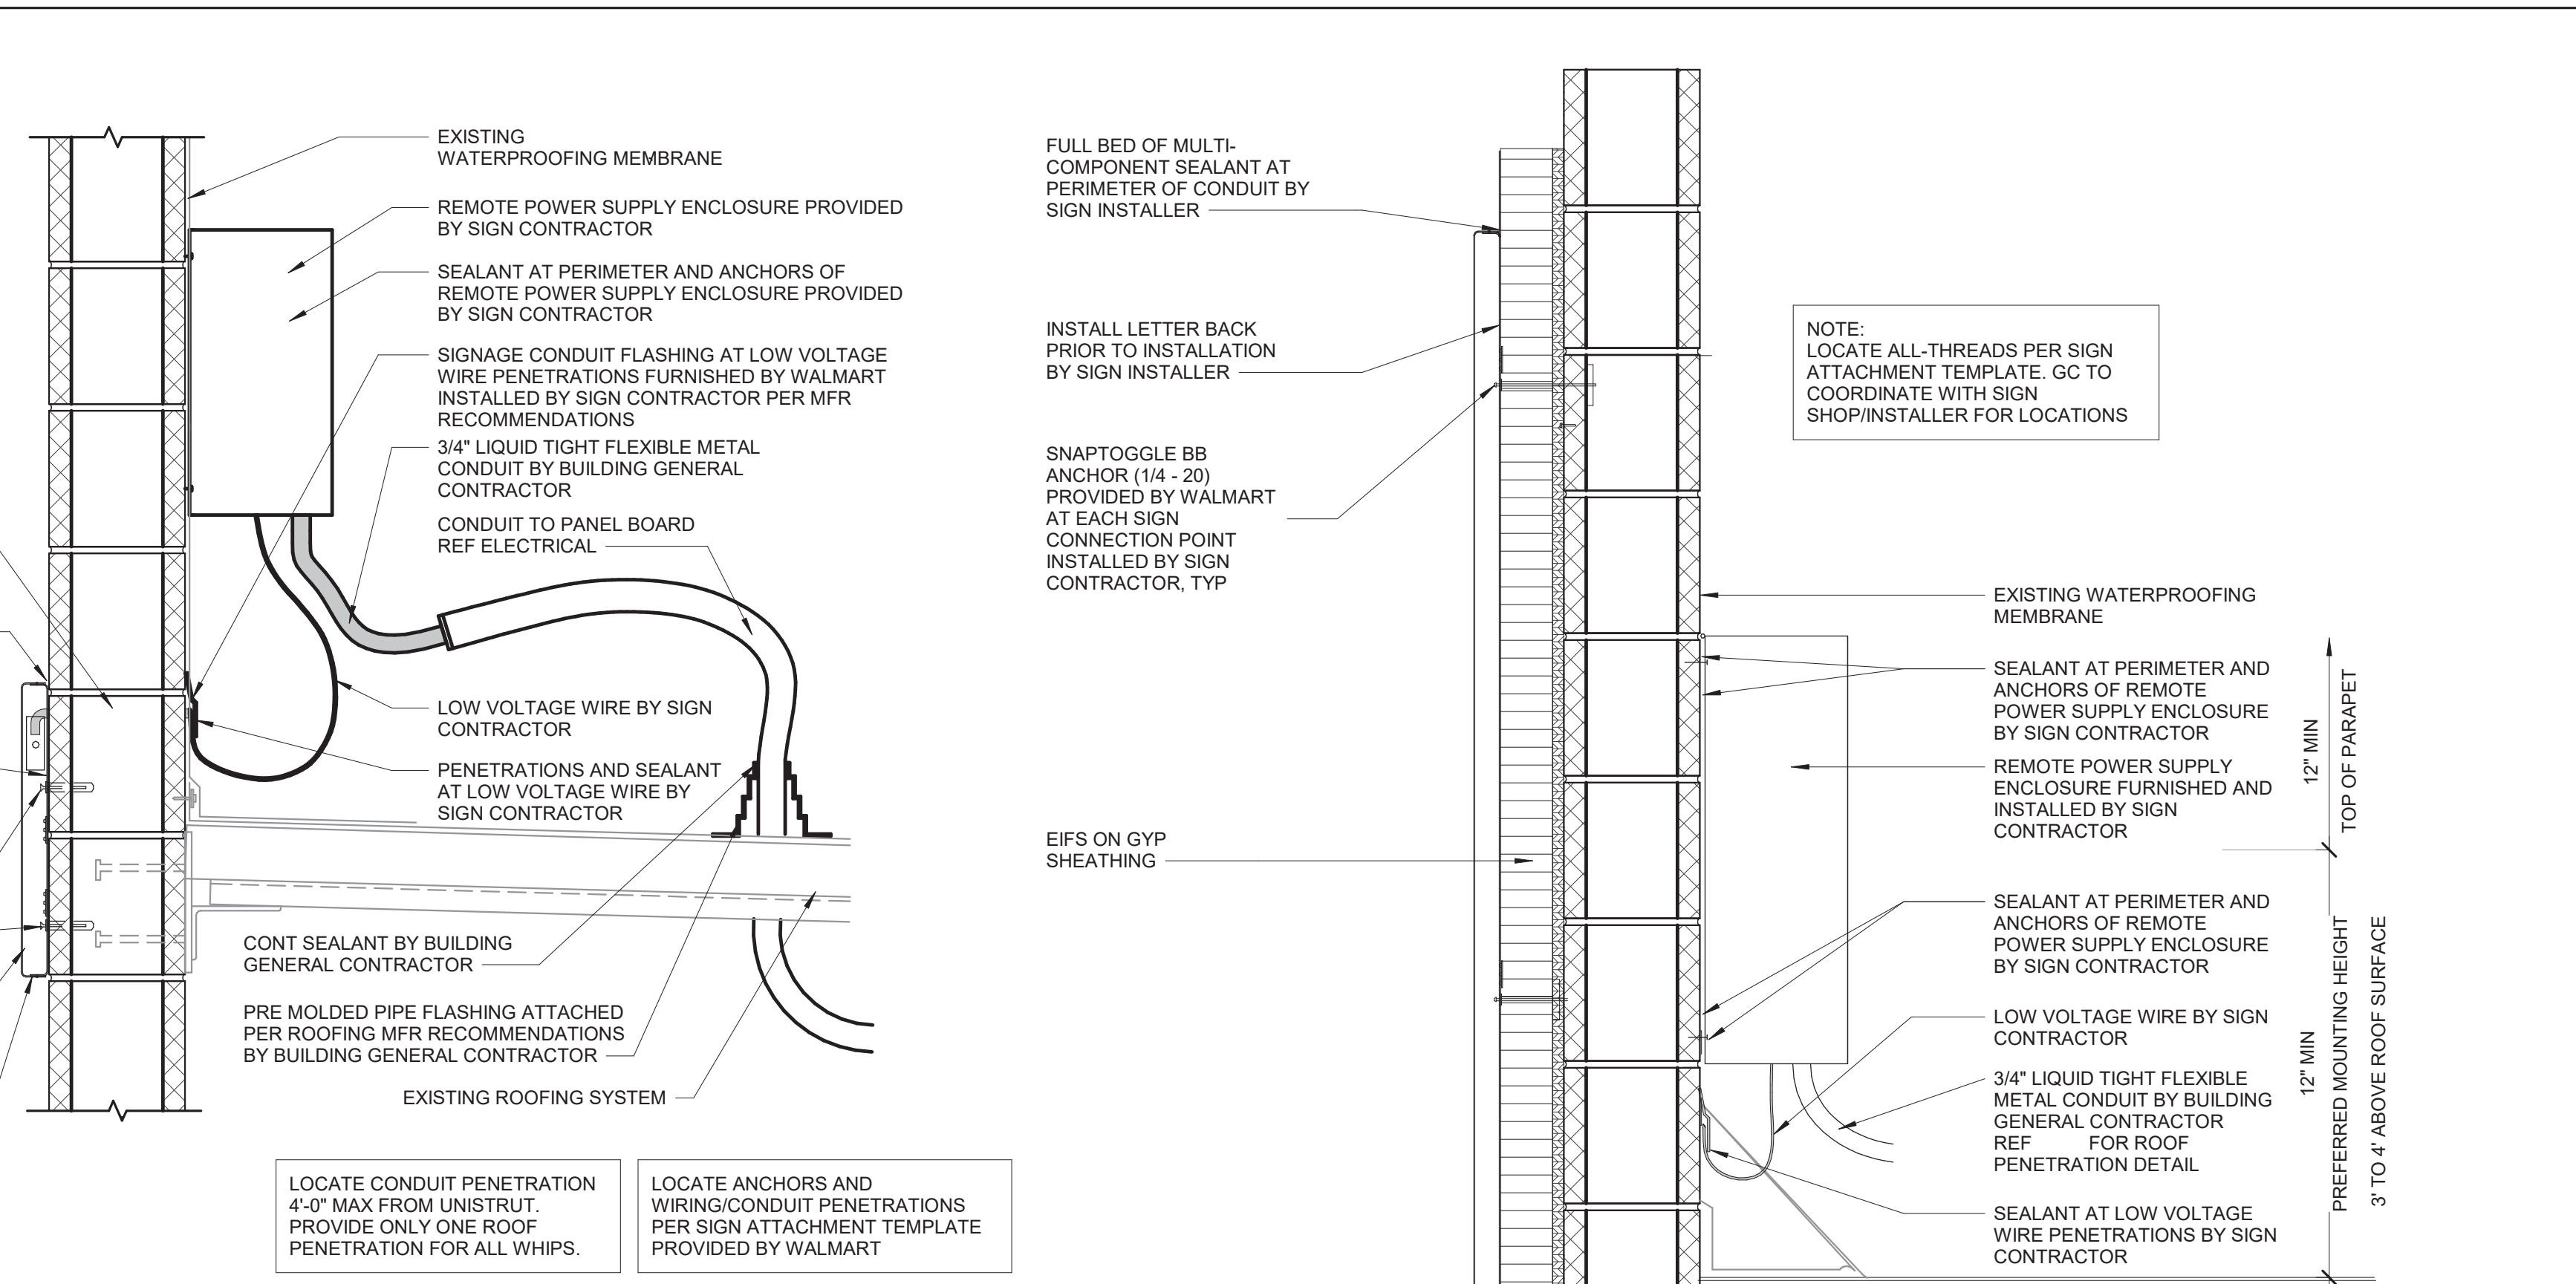 EXISTING
WATERPROOFING MEMBRANE
REMOTE POWER SUPPLY ENCLOSURE PROVIDED
BY SIGN CONTRACTOR
SEALANT AT PERIMETER AND ANCHORS OF
REMOTE POWER SUPPLY ENCLOSURE PROVIDED
BY SIGN CONTRACTOR
SIGNAGE CONDUIT FLASHING AT LOW VOLTAGE
WIRE PENETRATIONS FURNISHED BY WALMART
INSTALLED BY SIGN CONTRACTOR PER MFR
RECOMMENDATIONS
3/4" LIQUID TIGHT FLEXIBLE METAL
CONDUIT BY BUILDING GENERAL
CONTRACTOR
CONDUIT TO PANEL BOARD
REF ELECTRICAL
LOW VOLTAGE WIRE BY SIGN
CONTRACTOR
PENETRATIONS AND SEALANT
AT LOW VOLTAGE WIRE BY
SIGN CONTRACTOR
CONT SEALANT BY BUILDING
GENERAL CONTRACTOR
PRE MOLDED PIPE FLASHING ATTACHED
PER ROOFING MFR RECOMMENDATIONS
BY BUILDING GENERAL CONTRACTOR
EXISTING ROOFING SYSTEM
LOCATE CONDUIT PENETRATION
4'-0" MAX FROM UNISTRUT.
PROVIDE ONLY ONE ROOF
PENETRATION FOR ALL WHIPS.
LOCATE ANCHORS AND
WIRING/CONDUIT PENETRATIONS
PER SIGN ATTACHMENT TEMPLATE
PROVIDED BY WALMART
FULL BED OF MULTI-
COMPONENT SEALANT AT
PERIMETER OF CONDUIT BY
SIGN INSTALLER
INSTALL LETTER BACK
PRIOR TO INSTALLATION
BY SIGN INSTALLER
SNAPTOGGLE BB
ANCHOR (1/4 - 20)
PROVIDED BY WALMART
AT EACH SIGN
CONNECTION POINT
INSTALLED BY SIGN
CONTRACTOR, TYP
EIFS ON GYP
SHEATHING
NOTE:
LOCATE ALL-THREADS PER SIGN
ATTACHMENT TEMPLATE. GC TO
COORDINATE WITH SIGN
SHOP/INSTALLER FOR LOCATIONS
EXISTING WATERPROOFING
MEMBRANE
SEALANT AT PERIMETER AND
ANCHORS OF REMOTE
POWER SUPPLY ENCLOSURE
BY SIGN CONTRACTOR
REMOTE POWER SUPPLY
ENCLOSURE FURNISHED AND
INSTALLED BY SIGN
CONTRACTOR
SEALANT AT PERIMETER AND
ANCHORS OF REMOTE
POWER SUPPLY ENCLOSURE
BY SIGN CONTRACTOR
LOW VOLTAGE WIRE BY SIGN
CONTRACTOR
3/4" LIQUID TIGHT FLEXIBLE
METAL CONDUIT BY BUILDING
GENERAL CONTRACTOR
REF FOR ROOF
PENETRATION DETAIL
SEALANT AT LOW VOLTAGE
WIRE PENETRATIONS BY SIGN
CONTRACTOR
12" MIN
TOP OF PARAPET
12" MIN
PREFERRED MOUNTING HEIGHT
3' TO 4' ABOVE ROOF SURFACE